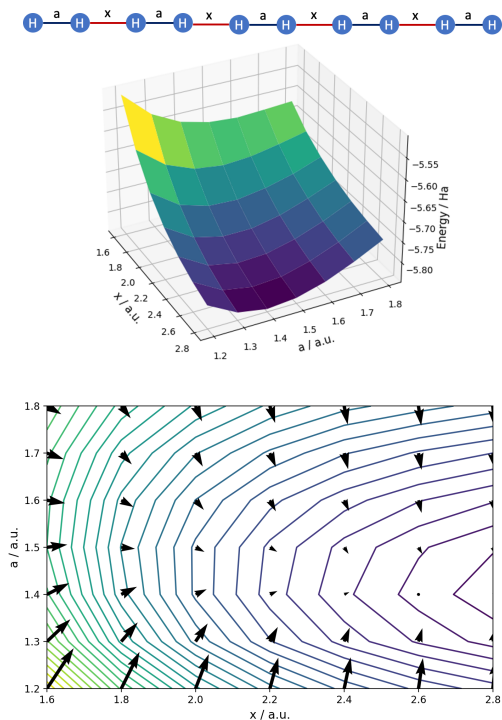 a x a x a x a x a
H H H H H H H H H H
−5.55
−5.60
−5.65
−5.70
−5.75
−5.80
Energy / Ha
1.6
1.8
2.0
2.2
2.4
2.6
2.8
x / a.u.
1.2 1.3 1.4 1.5 1.6 1.7 1.8
a / a.u.
1.8
1.7
1.6
1.5
1.4
1.3
1.2
a / a.u.
1.6 1.8 2.0 2.2 2.4 2.6 2.8
x / a.u.